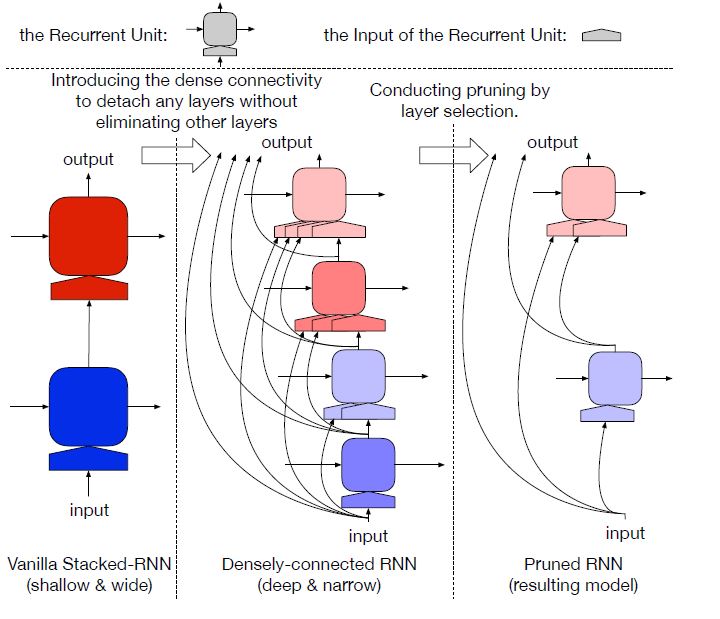 the Recurrent Unit:
the Input of the Recurrent Unit:
Introducing the dense connectivity
to detach any layers without
eliminating other layers
Conducting pruning by
layer selection.
output
output
output
input
input
input
Vanilla Stacked-RNN
(shallow & wide)
Densely-connected RNN
(deep & narrow)
Pruned RNN
(resulting model)